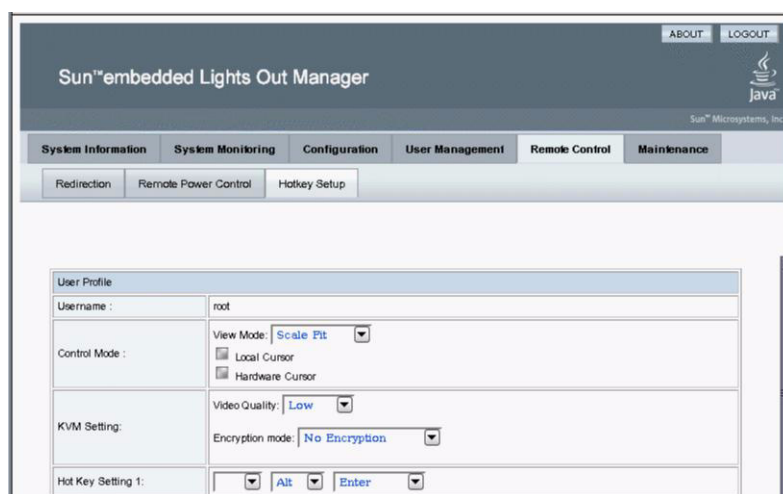 ABOUT LOGOUT
Sun™embedded Lights Out Manager
Java™
Sun™ Microsystems, Inc
System Information System Monitoring Configuration User Management Remote Control Maintenance
Redirection Remote Power Control Hotkey Setup
User Profile
Username : root
Control Mode : View Mode: Scale Fit
Local Cursor
Hardware Cursor
KVM Setting: Video Quality: Low
Encryption mode: No Encryption
Hot Key Setting 1: Alt Enter